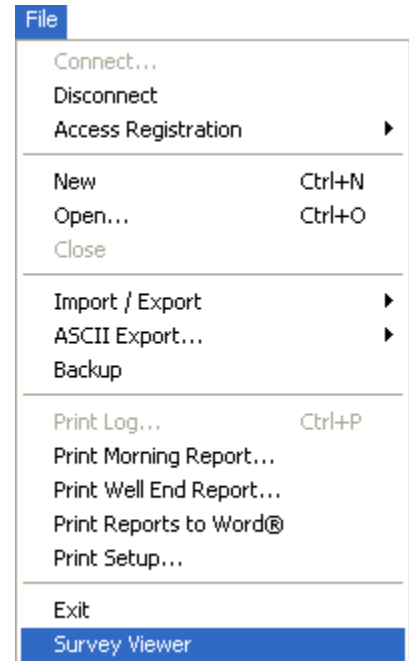 File
Connect...
Disconnect
Access Registration
New Ctrl+N
Open... Ctrl+O
Close
Import / Export
ASCII Export...
Backup
Print Log... Ctrl+P
Print Morning Report...
Print Well End Report...
Print Reports to Word®
Print Setup...
Exit
Survey Viewer